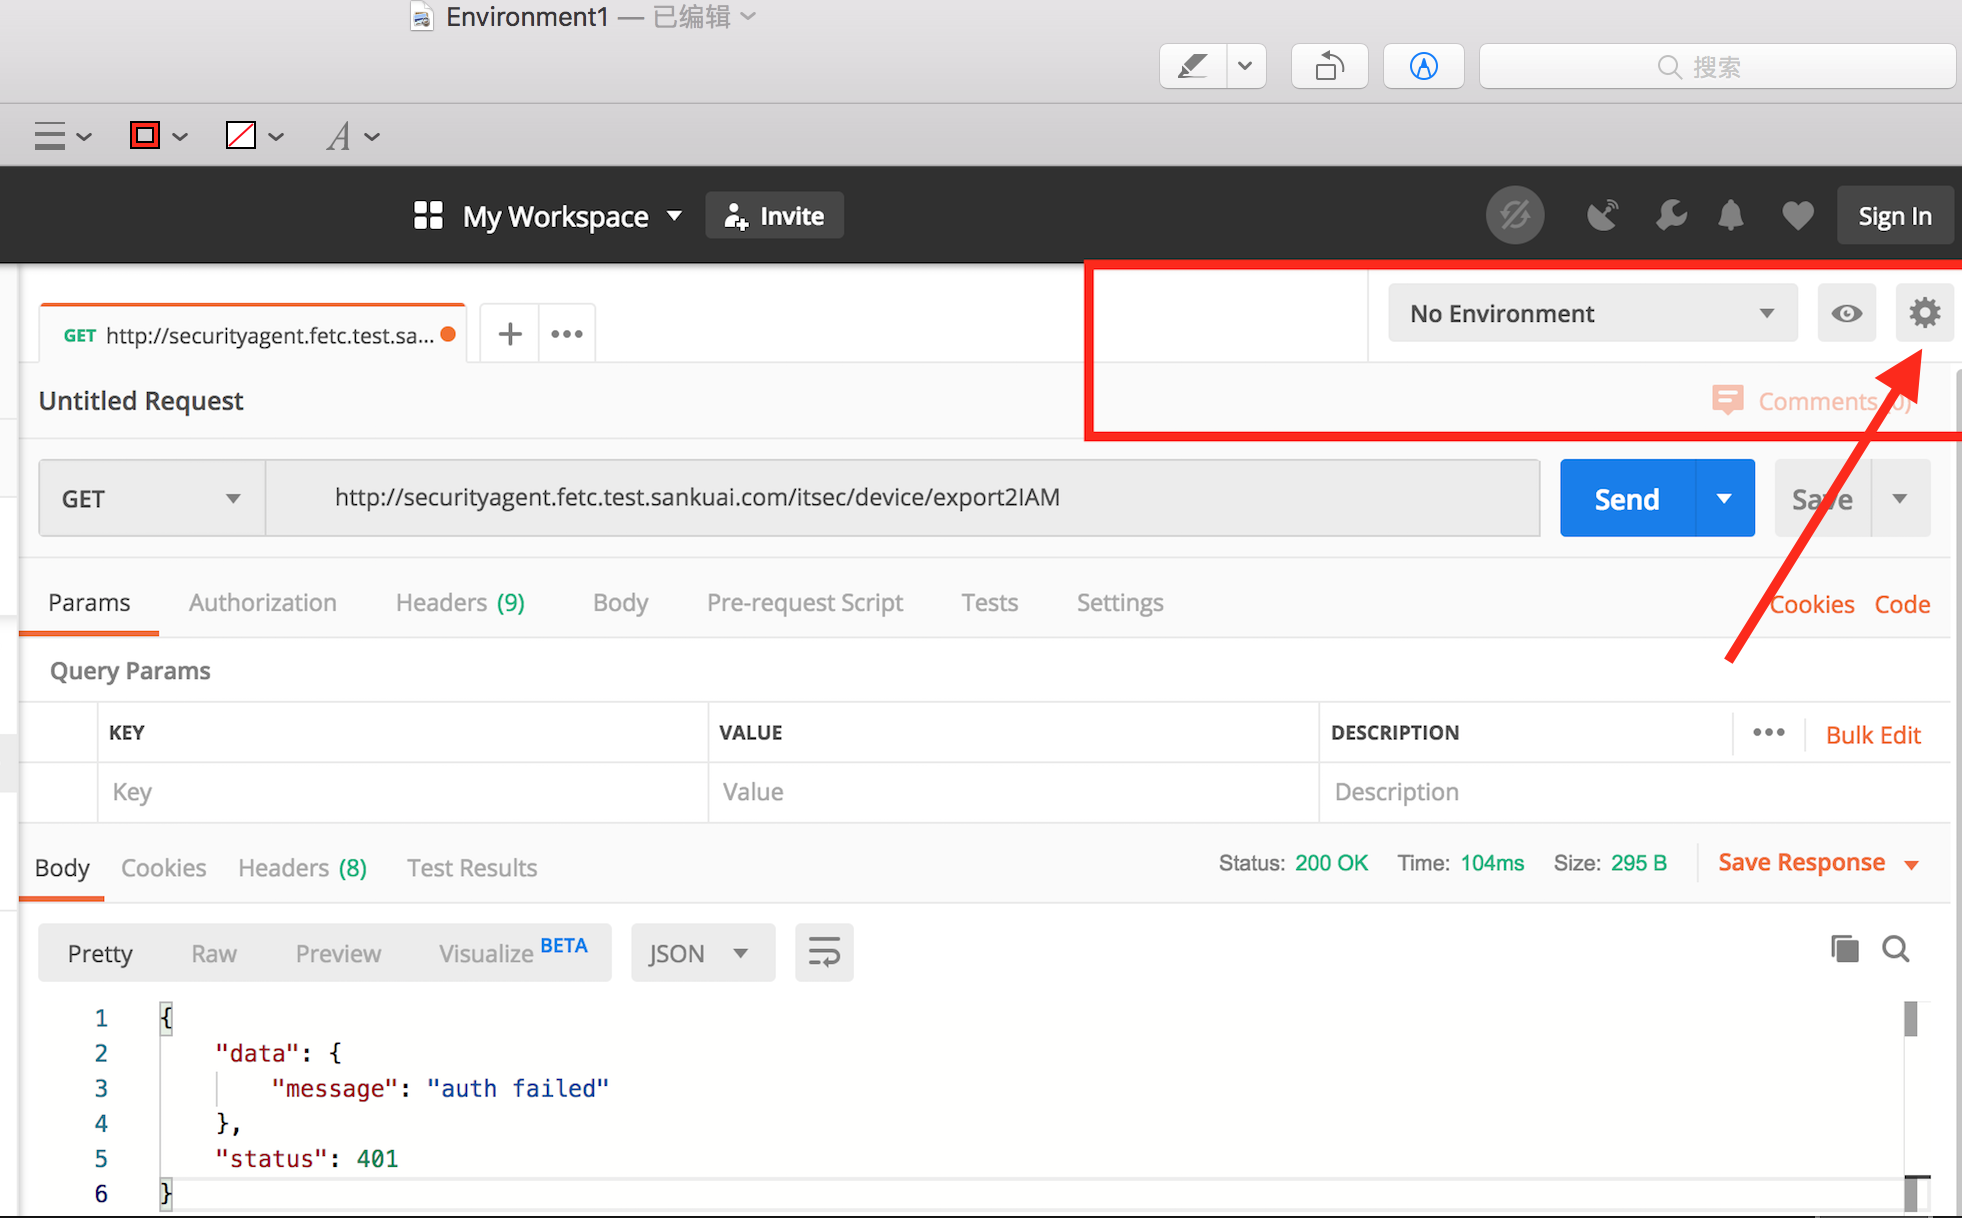 Environment1 — 已编辑
搜索
A
My Workspace Invite Sign In
GET http://securityagent.fetc.test.sa... No Environment
Untitled Request Comments (0)
GET http://securityagent.fetc.test.sankuai.com/itsec/device/export2IAM Send Save
Params Authorization Headers (9) Body Pre-request Script Tests Settings Cookies Code
Query Params
KEY VALUE DESCRIPTION Bulk Edit
Key Value Description
Body Cookies Headers (8) Test Results Status: 200 OK Time: 104ms Size: 295 B Save Response
Pretty Raw Preview Visualize BETA JSON
1 {
2 "data": {
3 "message": "auth failed"
4 },
5 "status": 401
6 }